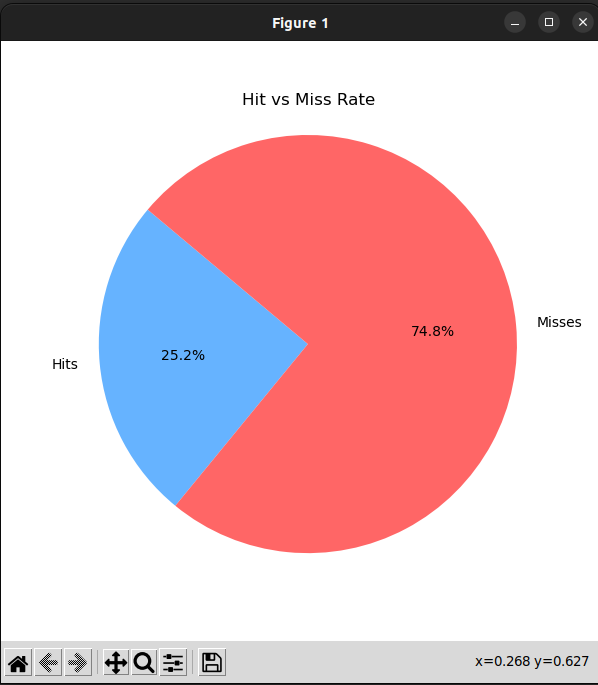 Figure 1
Hit vs Miss Rate
Misses
74.8%
25.2%
Hits
x=0.268 y=0.627